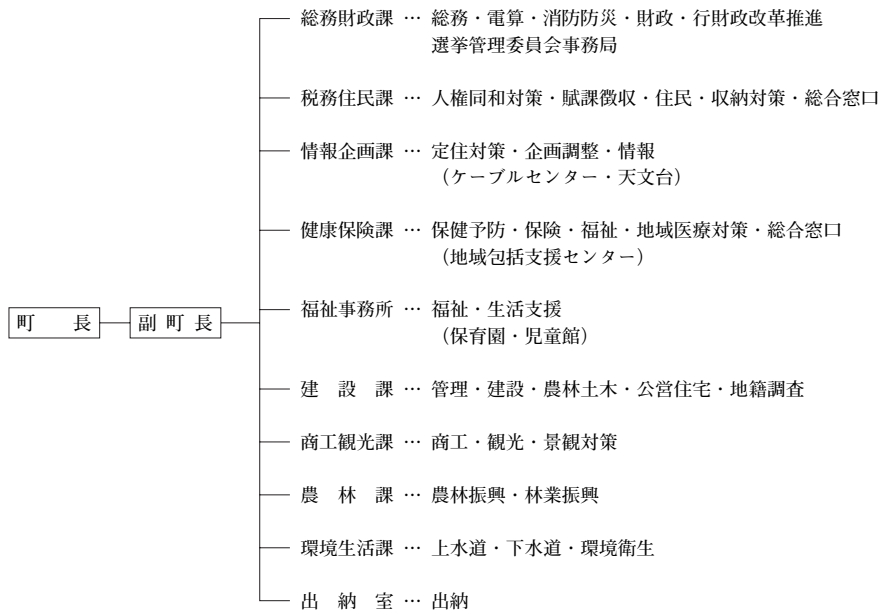 総務財政課 … 総務・電算・消防防災・財政・行財政改革推進
選挙管理委員会事務局
税務住民課 … 人権同和対策・賦課徴収・住民・収納対策・総合窓口
情報企画課 … 定住対策・企画調整・情報
（ケーブルセンター・天文台）
健康保険課 … 保健予防・保険・福祉・地域医療対策・総合窓口
（地域包括支援センター）
町　　長
副 町 長
福祉事務所 … 福祉・生活支援
（保育園・児童館）
建　設　課 … 管理・建設・農林土木・公営住宅・地籍調査
商工観光課 … 商工・観光・景観対策
農　林　課 … 農林振興・林業振興
環境生活課 … 上水道・下水道・環境衛生
出　納　室 … 出納